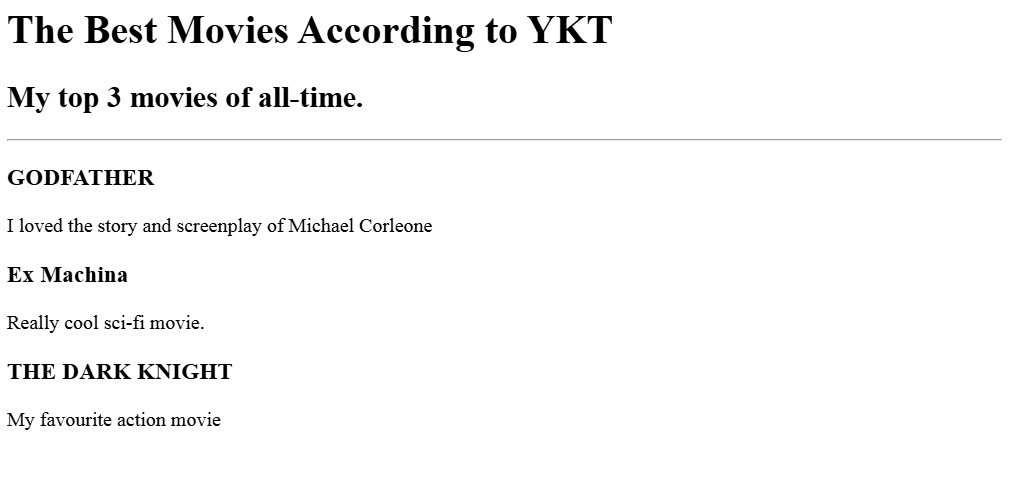 The Best Movies According to YKT
My top 3 movies of all-time.
GODFATHER
I loved the story and screenplay of Michael Corleone
Ex Machina
Really cool sci-fi movie.
THE DARK KNIGHT
My favourite action movie